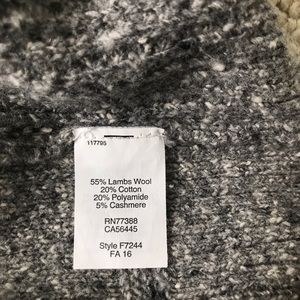 117795
55% Lambs Wool
20% Cotton
20% Polyamide
5% Cashmere
RN77388
CA56445
Style F7244
FA 16